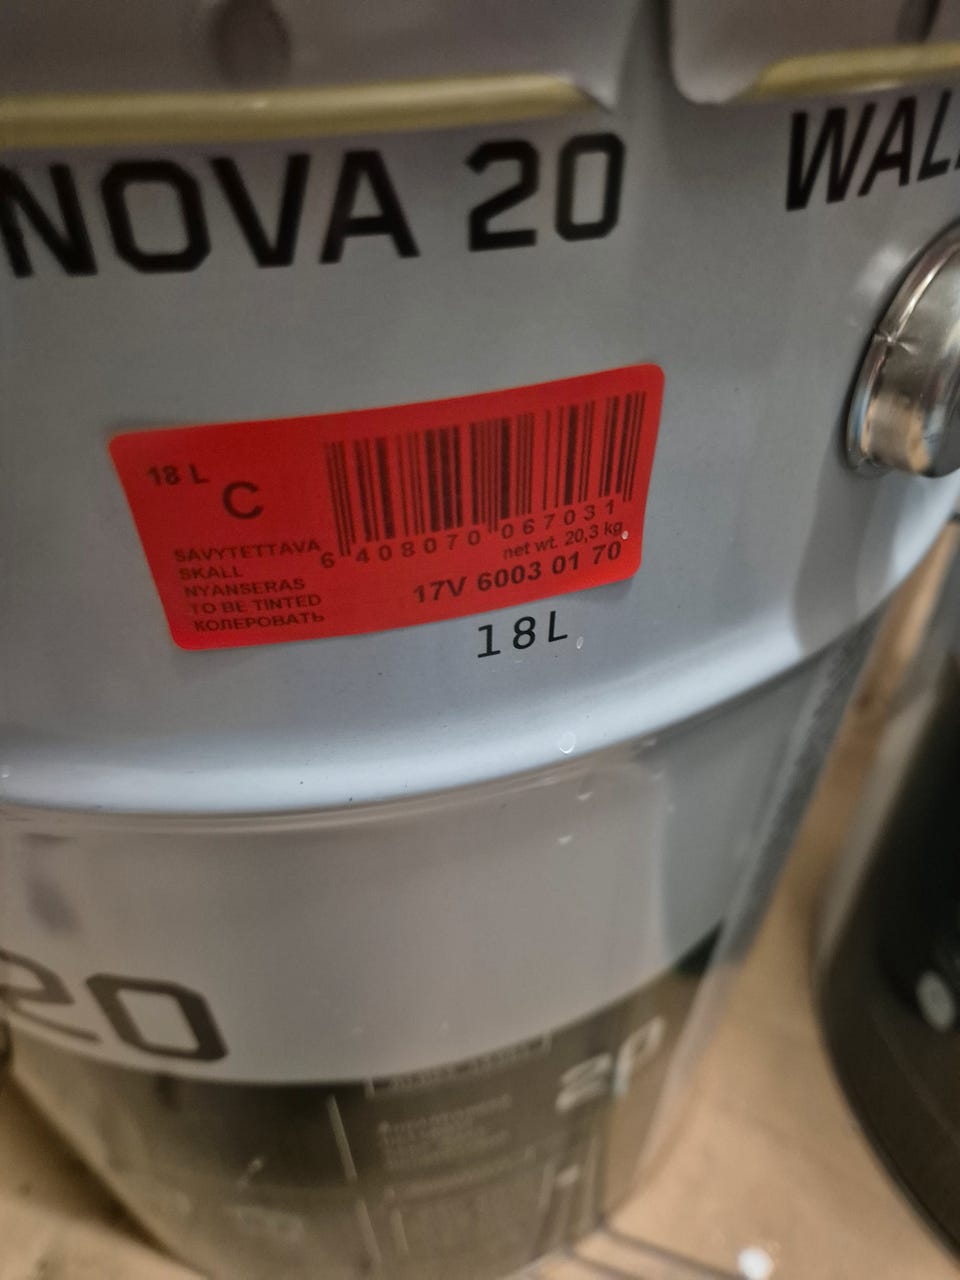 NOVA 20
18 L
C
SÄVYTETTÄVÄ
SKALL
NYANSERAS
TO BE TINTED
КОЛЕРОВАТЬ
6 408070 067031
net wt. 20,3 kg
17V 6003 01 70
18L
20
20